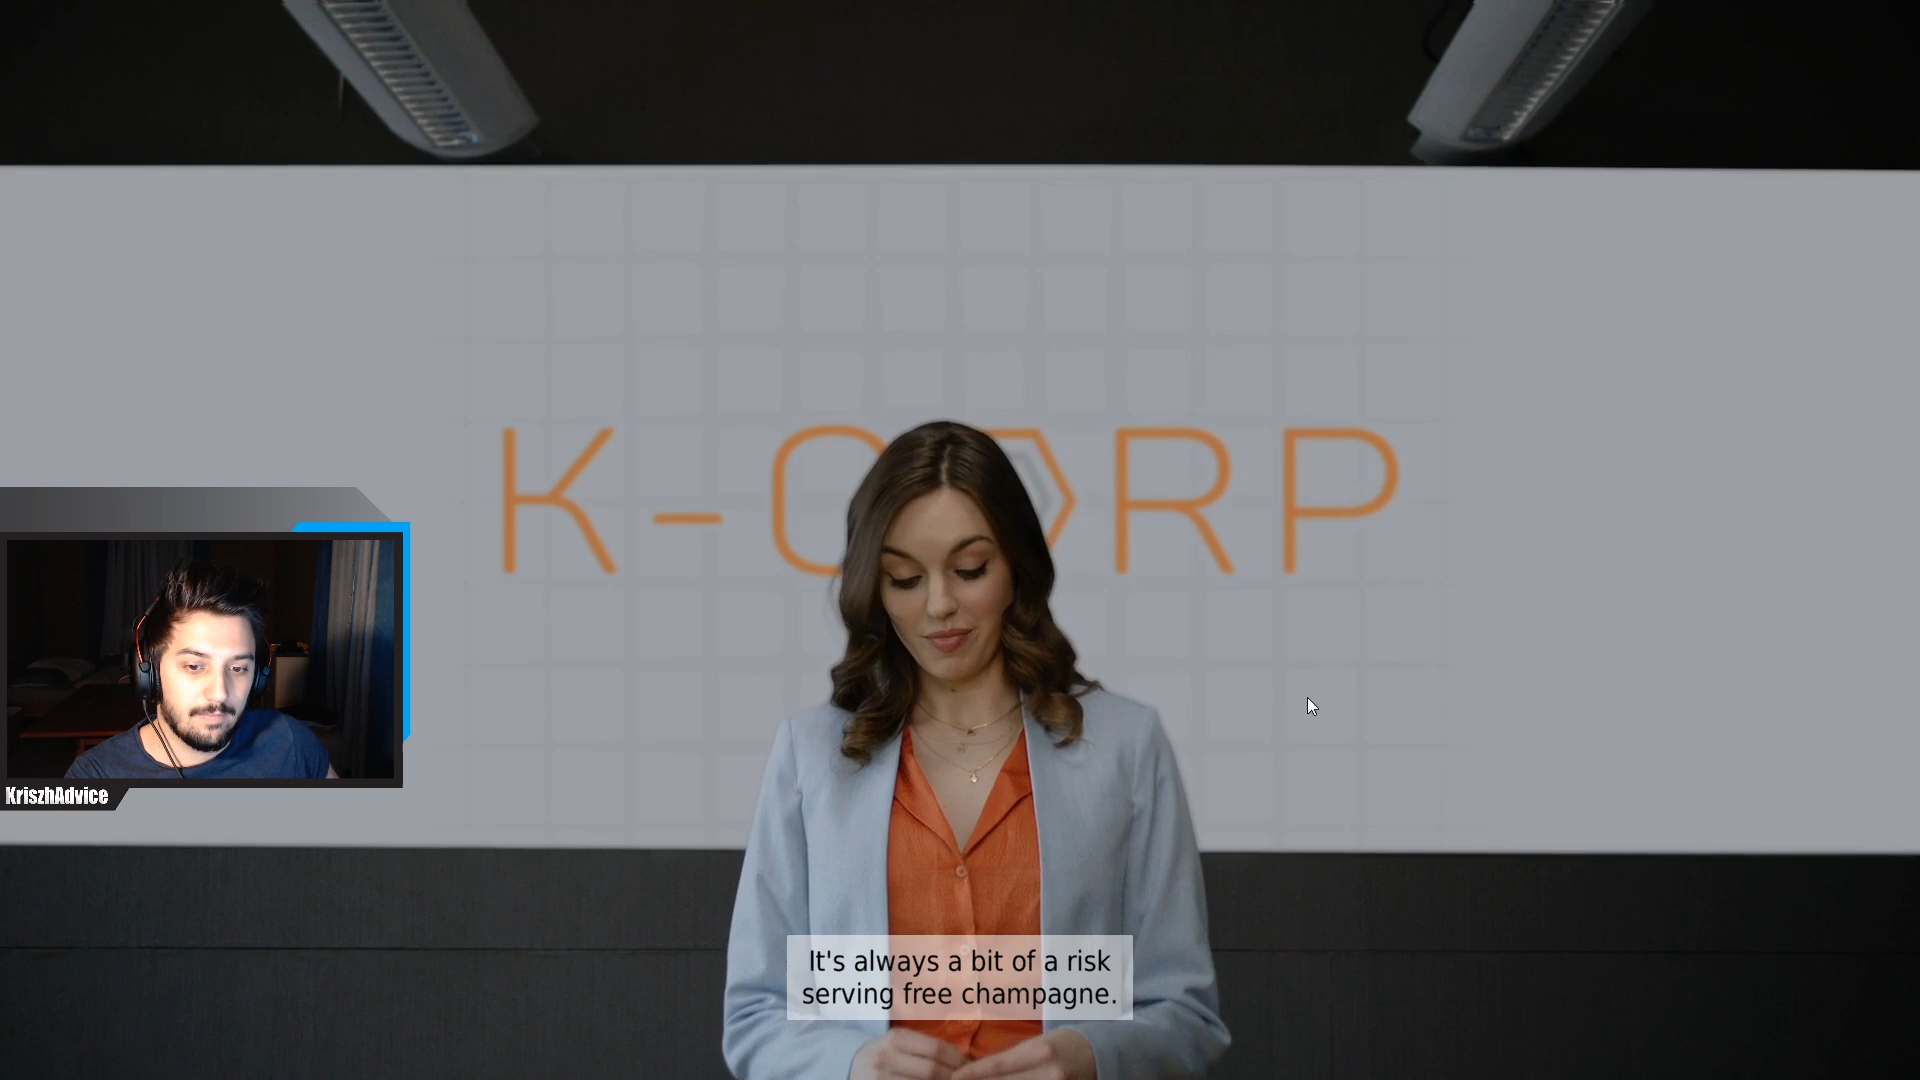 K-CORP
KriszhAdvice
It's always a bit of a risk
serving free champagne.